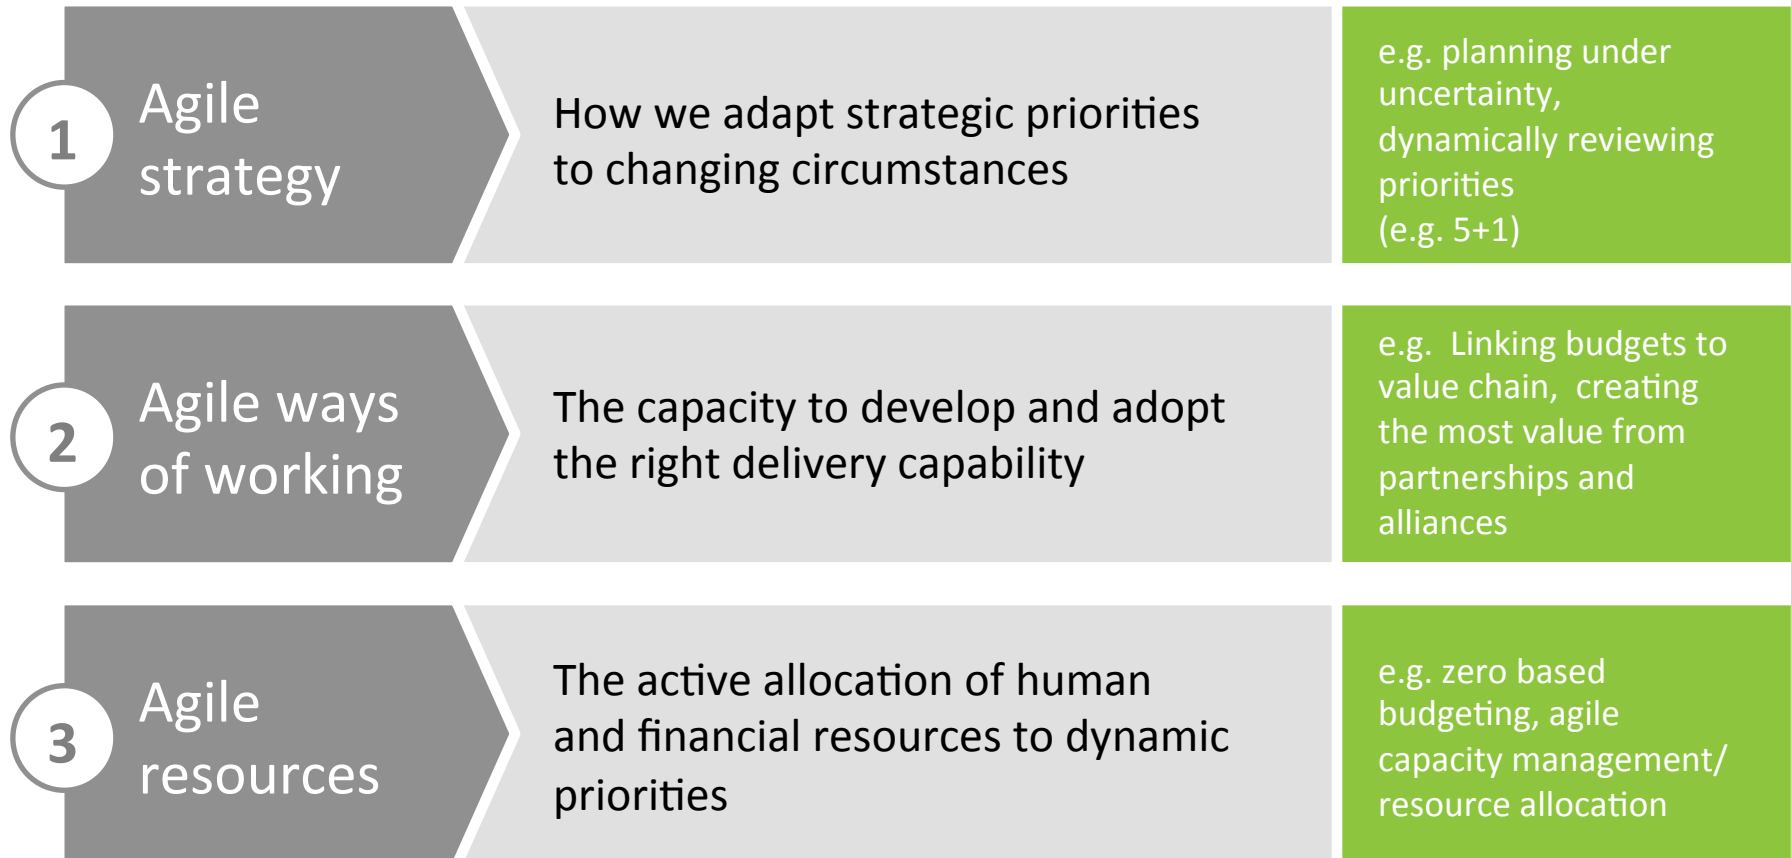 1
Agile
strategy
How we adapt strategic priorities
to changing circumstances
e.g. planning under
uncertainty,
dynamically reviewing
priorities
(e.g. 5+1)
2
Agile ways
of working
The capacity to develop and adopt
the right delivery capability
e.g.  Linking budgets to
value chain,  creating
the most value from
partnerships and
alliances
3
Agile
resources
The active allocation of human
and financial resources to dynamic
priorities
e.g. zero based
budgeting, agile
capacity management/
resource allocation